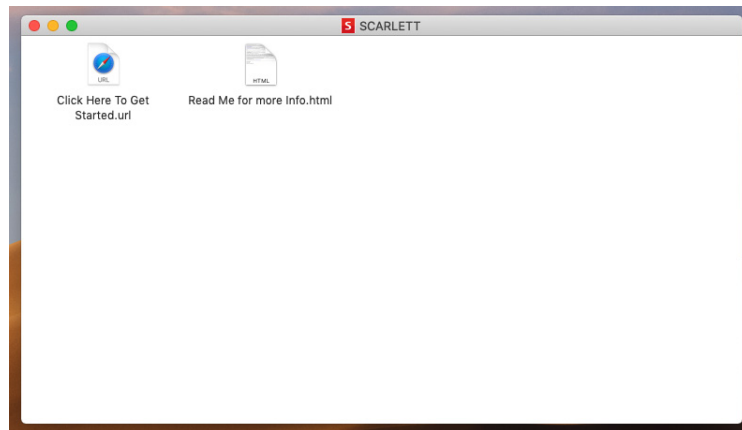 S SCARLETT
URL
HTML
Click Here To Get
Started.url
Read Me for more Info.html